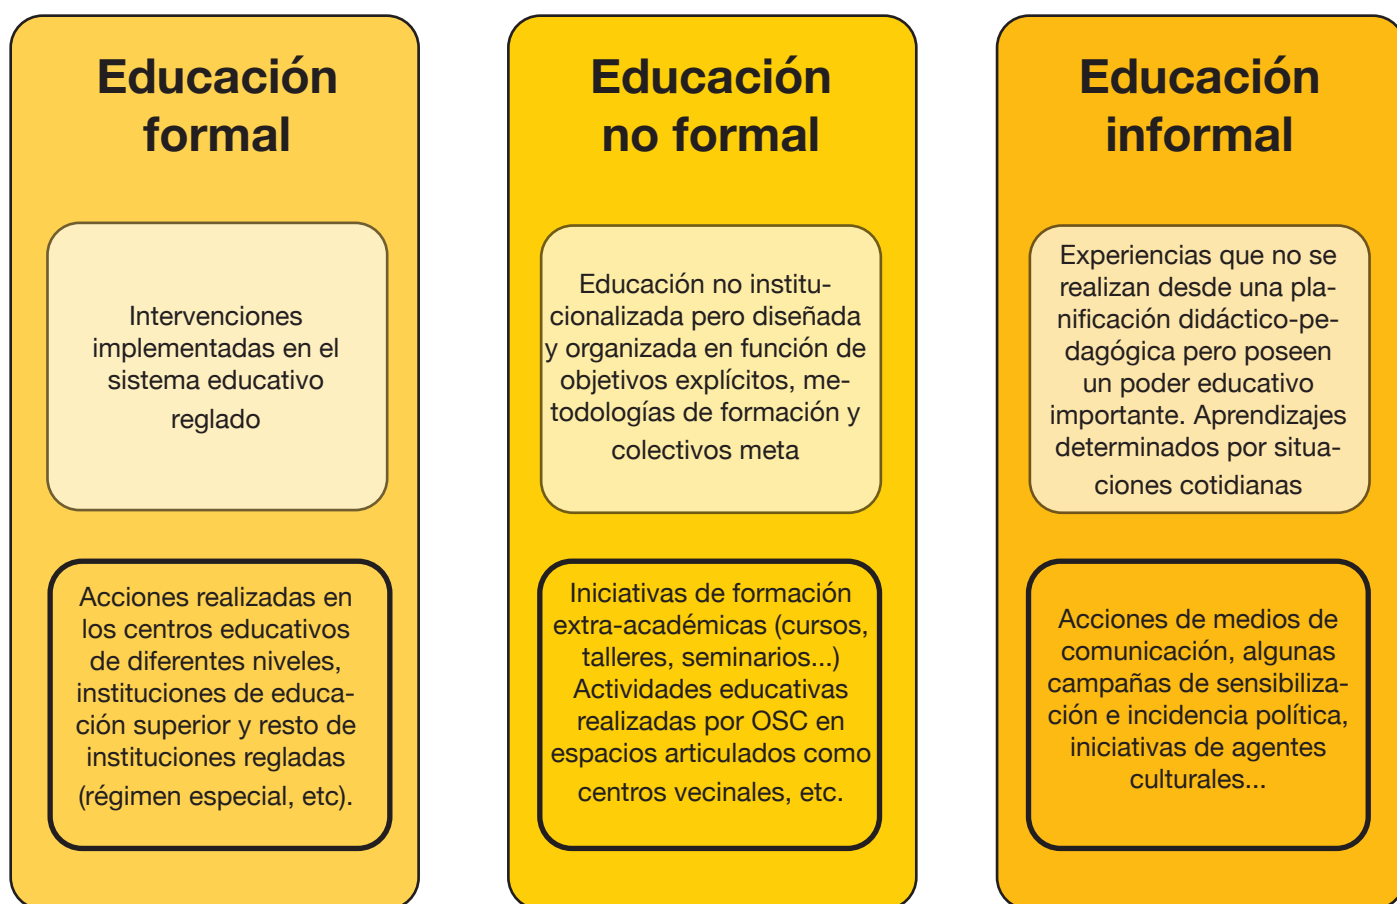 Educación
formal
Intervenciones
implementadas en el
sistema educativo
reglado
Acciones realizadas en
los centros educativos
de diferentes niveles,
instituciones de educa-
ción superior y resto de
instituciones regladas
(régimen especial, etc).
Educación
no formal
Educación no institu-
cionalizada pero diseñada
y organizada en función de
objetivos explícitos, me-
todologías de formación y
colectivos meta
Iniciativas de formación
extra-académicas (cursos,
talleres, seminarios...)
Actividades educativas
realizadas por OSC en
espacios articulados como
centros vecinales, etc.
Educación
informal
Experiencias que no se
realizan desde una pla-
nificación didáctico-pe-
dagógica pero poseen
un poder educativo
importante. Aprendizajes
determinados por situa-
ciones cotidianas
Acciones de medios de
comunicación, algunas
campañas de sensibiliza-
ción e incidencia política,
iniciativas de agentes
culturales...